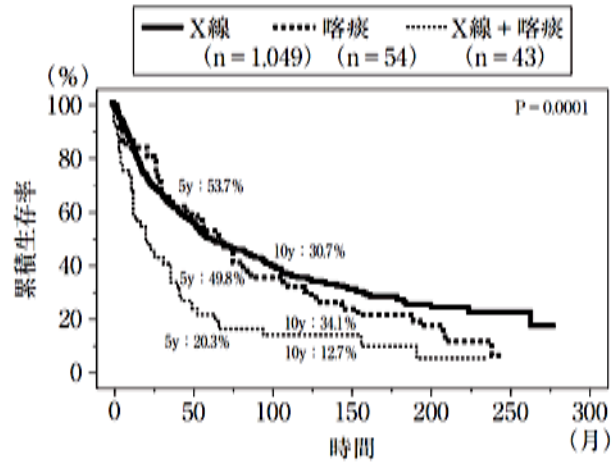 X線 喀痰 X線＋喀痰
(n＝1,049) (n＝54) (n＝43)
(%)
P＝0.0001
100
80
60
40
20
0
累積生存率
5y：53.7%
10y：30.7%
5y：49.8%
10y：34.1%
5y：20.3%
10y：12.7%
0 50 100 150 200 250 300
時間
(月)